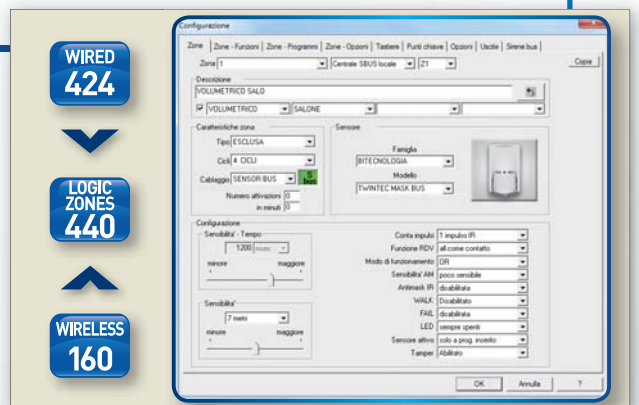 WIRED
424
LOGIC
ZONES
440
WIRELESS
160
Configurazione
Zone Zone - Funzioni Zone - Programmi Zone - Opzioni Tastiere Punti chiave Opzioni Uscite Sirene bus
Zona 1 Centrale SBUS locale Z1 Copia
Descrizione
VOLUMETRICO SALO
VOLUMETRICO SALONE
Caratteristiche zona
Tipo ESCLUSA
Cicli 4 CICLI
Cablaggio SENSOR BUS S bus
Numero attivazioni 0
in minuti 0
Sensore
Famiglia
BITECNOLOGIA
Modello
TWINTEC MASK BUS
Configurazione
Sensibilita' - Tempo
1200 msec
minore maggiore
Sensibilita'
7 metri
minore maggiore
Conta impulsi 1 impulso IR
Funzione RDV all.come contatto
Modo di funzionamento OR
Sensibilita' AM poco sensibile
Antimask IR disabilitata
WALK Disabilitato
FAIL disabilitata
LED sempre spenti
Sensore attivo solo a prog. inserito
Tamper Abilitato
OK Annulla ?